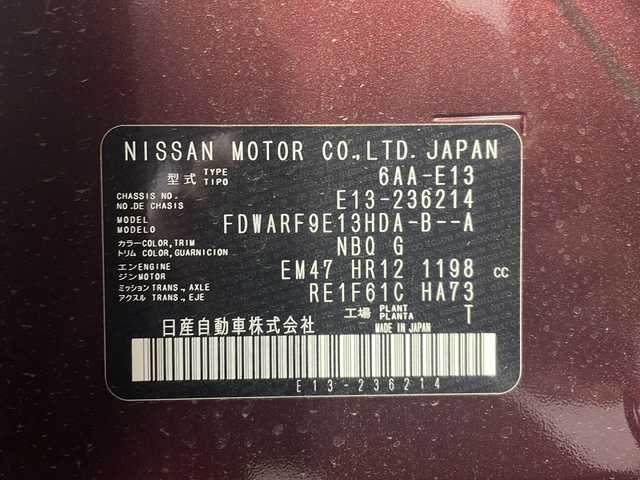 NISSAN MOTOR CO.,LTD. JAPAN
型式 TYPE TIPO 6AA-E13
CHASSIS NO. NO.DE CHASIS E13-236214
MODEL MODELO FDWARF9E13HDA-B--A
カラー COLOR,TRIM トリム COLOR,GUARNICION NBQ G
エンジン ENGINE MOTOR EM47 HR12 1198 cc
ミッション TRANS.,AXLE アクスル TRANS.,EJE RE1F61C HA73
工場 PLANT PLANTA T
日産自動車株式会社 MADE IN JAPAN
E13-236214